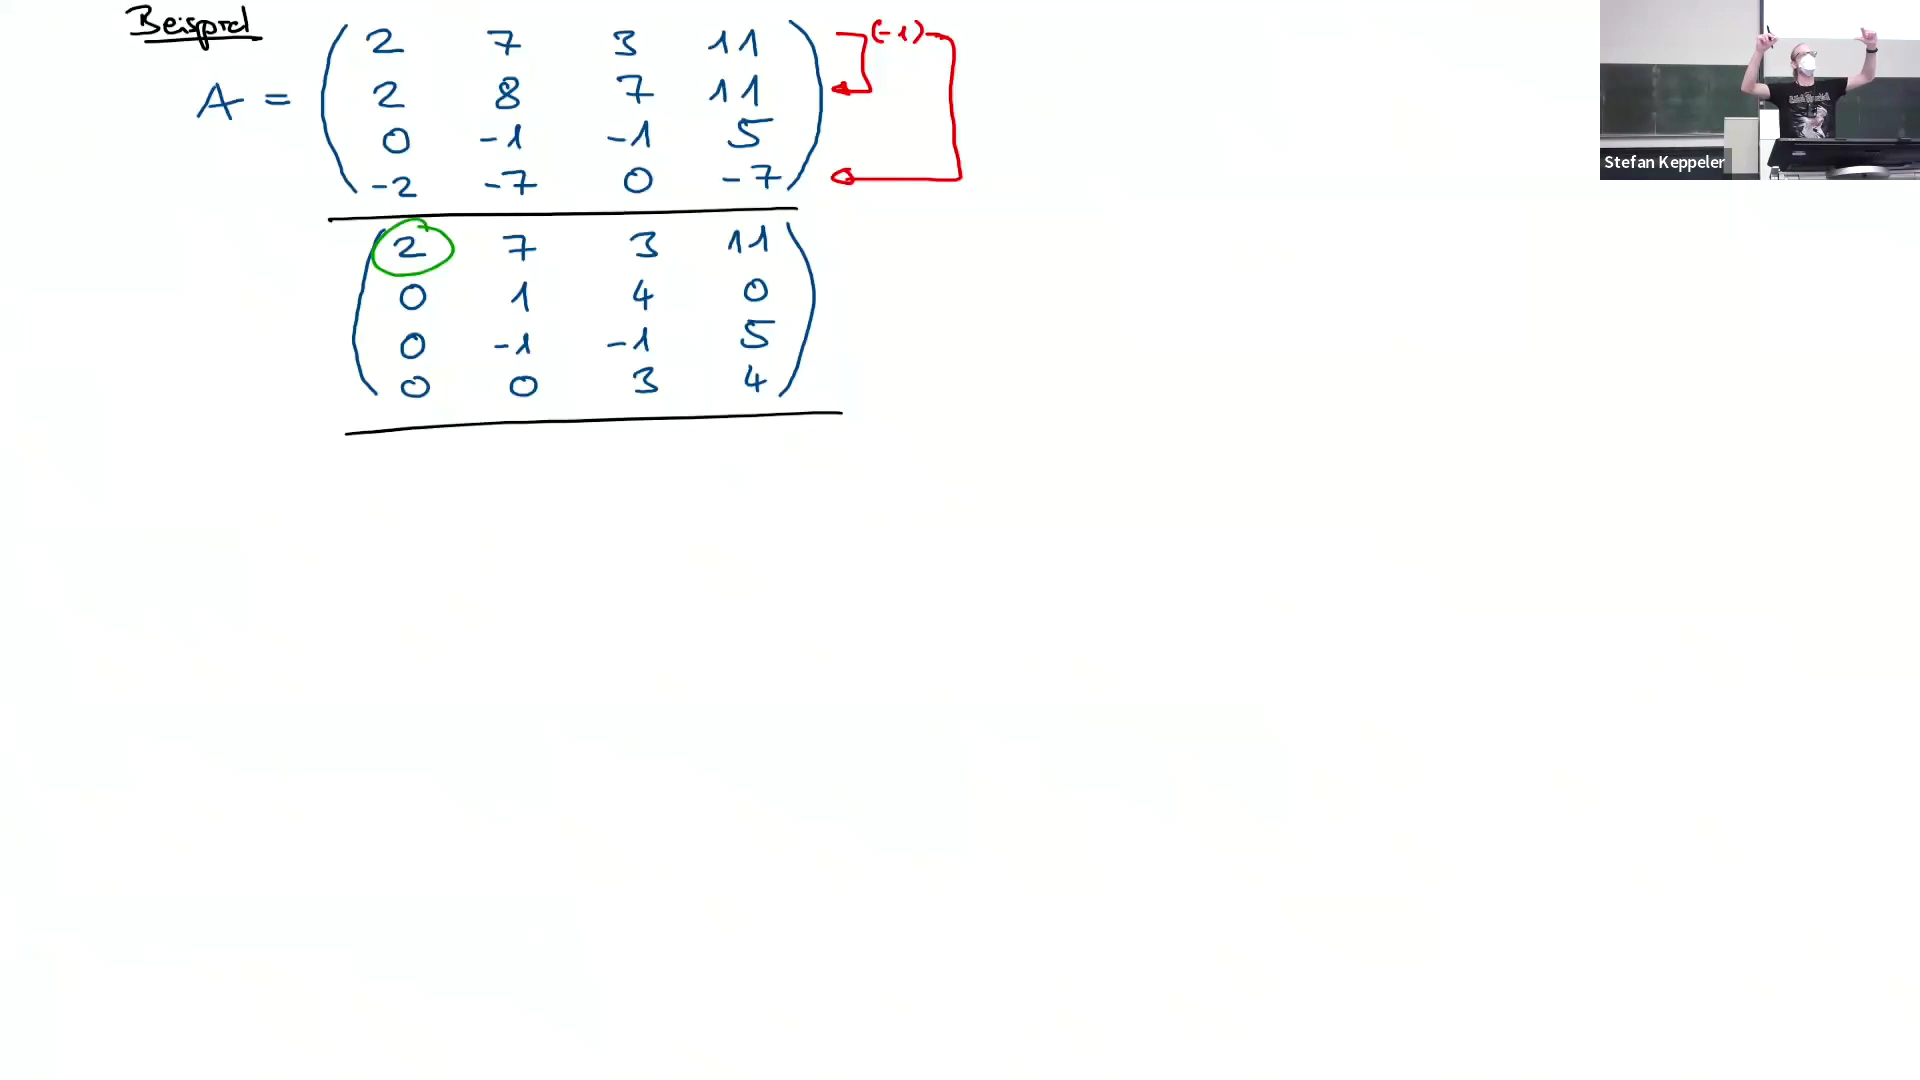 Beispiel
A = ( 2 7 3 11 ) (-1)
2 8 7 11
0 -1 -1 5
-2 -7 0 -7
( 2 7 3 11 )
0 1 4 0
0 -1 -1 5
0 0 3 4
Stefan Keppeler